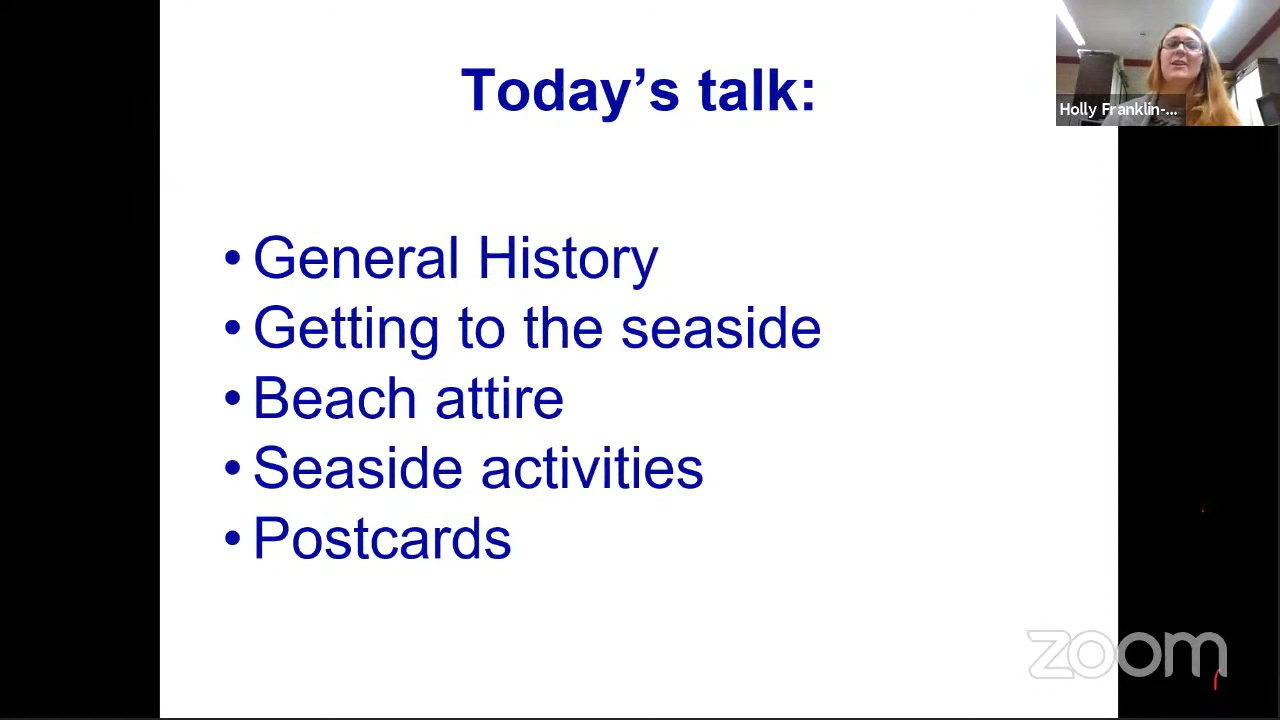 Today's talk:
Holly Franklin-...
• General History
• Getting to the seaside
• Beach attire
• Seaside activities
• Postcards
zoom